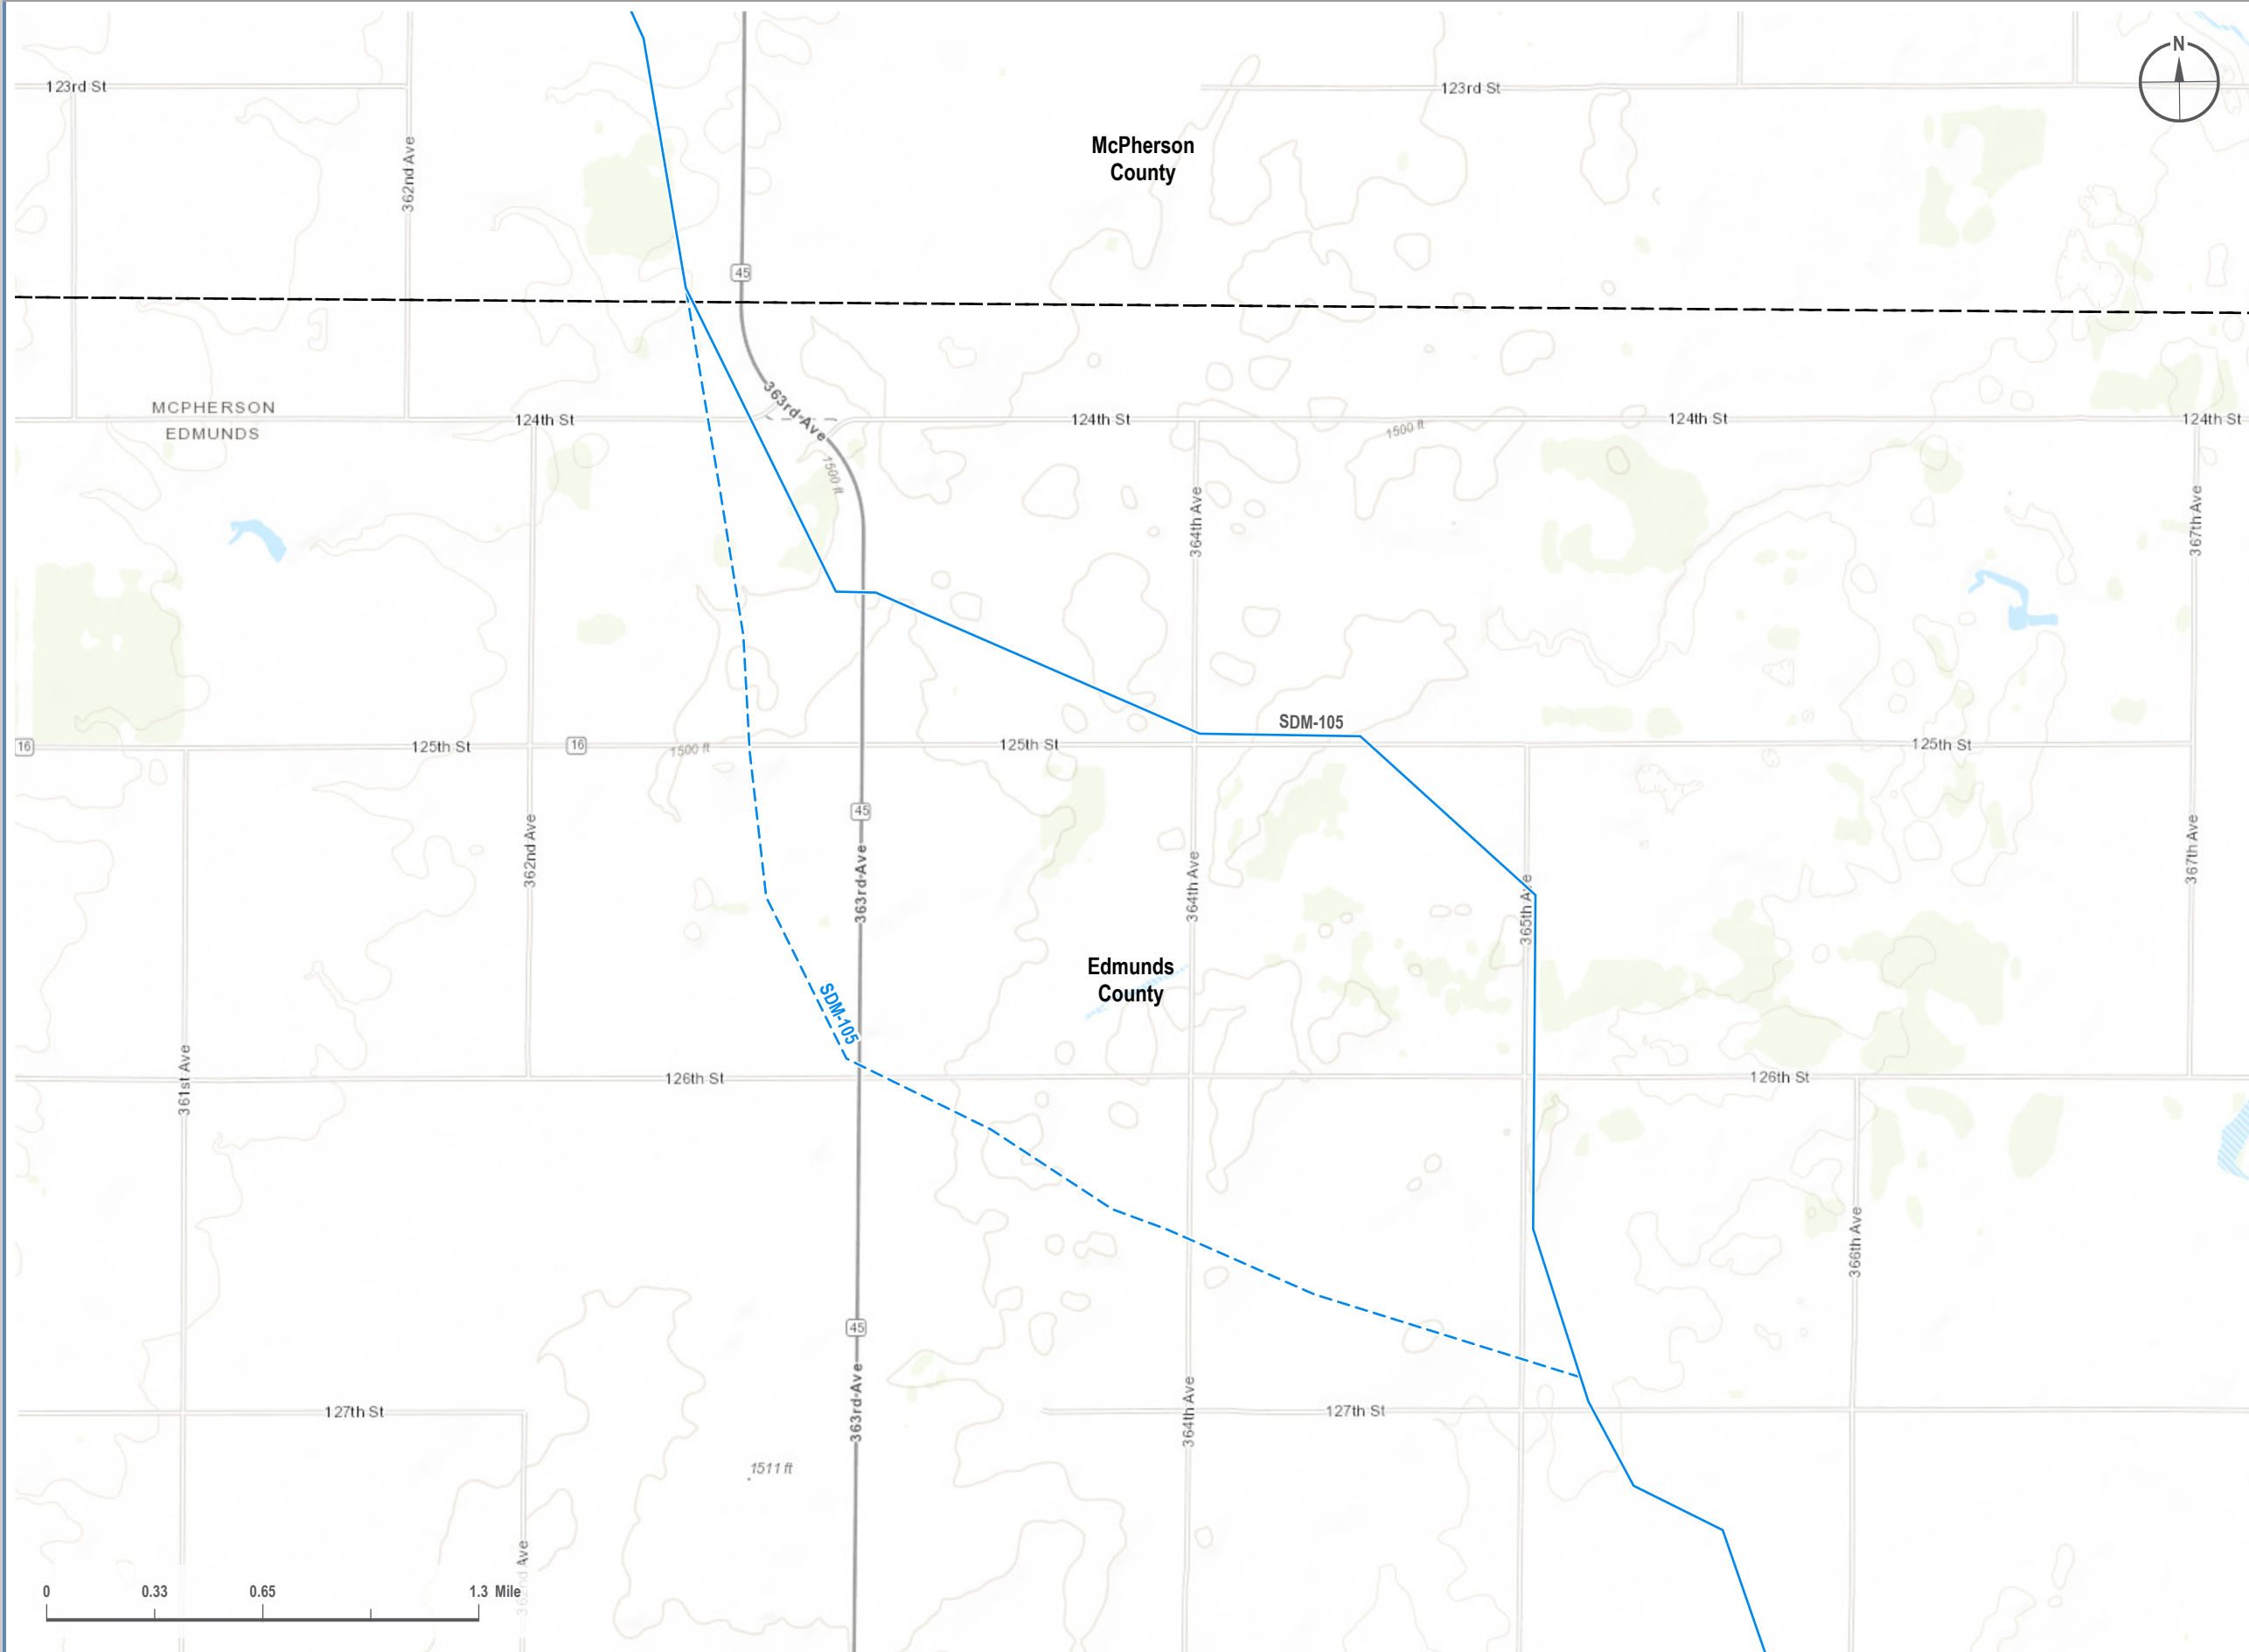 N
123rd St
123rd St
362nd Ave
McPherson
County
45
363rd-Ave
MCPHERSON
EDMUNDS
124th St
124th St
124th St
124th St
1500 ft
1500 ft
364th Ave
367th Ave
SDM-105
16
125th St
16
1500 ft
125th St
125th St
45
362nd Ave
363rd-Ave
364th Ave
365th Ave
367th Ave
Edmunds
County
SDM-105
361st Ave
126th St
126th St
366th Ave
45
363rd-Ave
364th Ave
127th St
127th St
1511 ft
362nd Ave
0
0.33
0.65
1.3 Mile